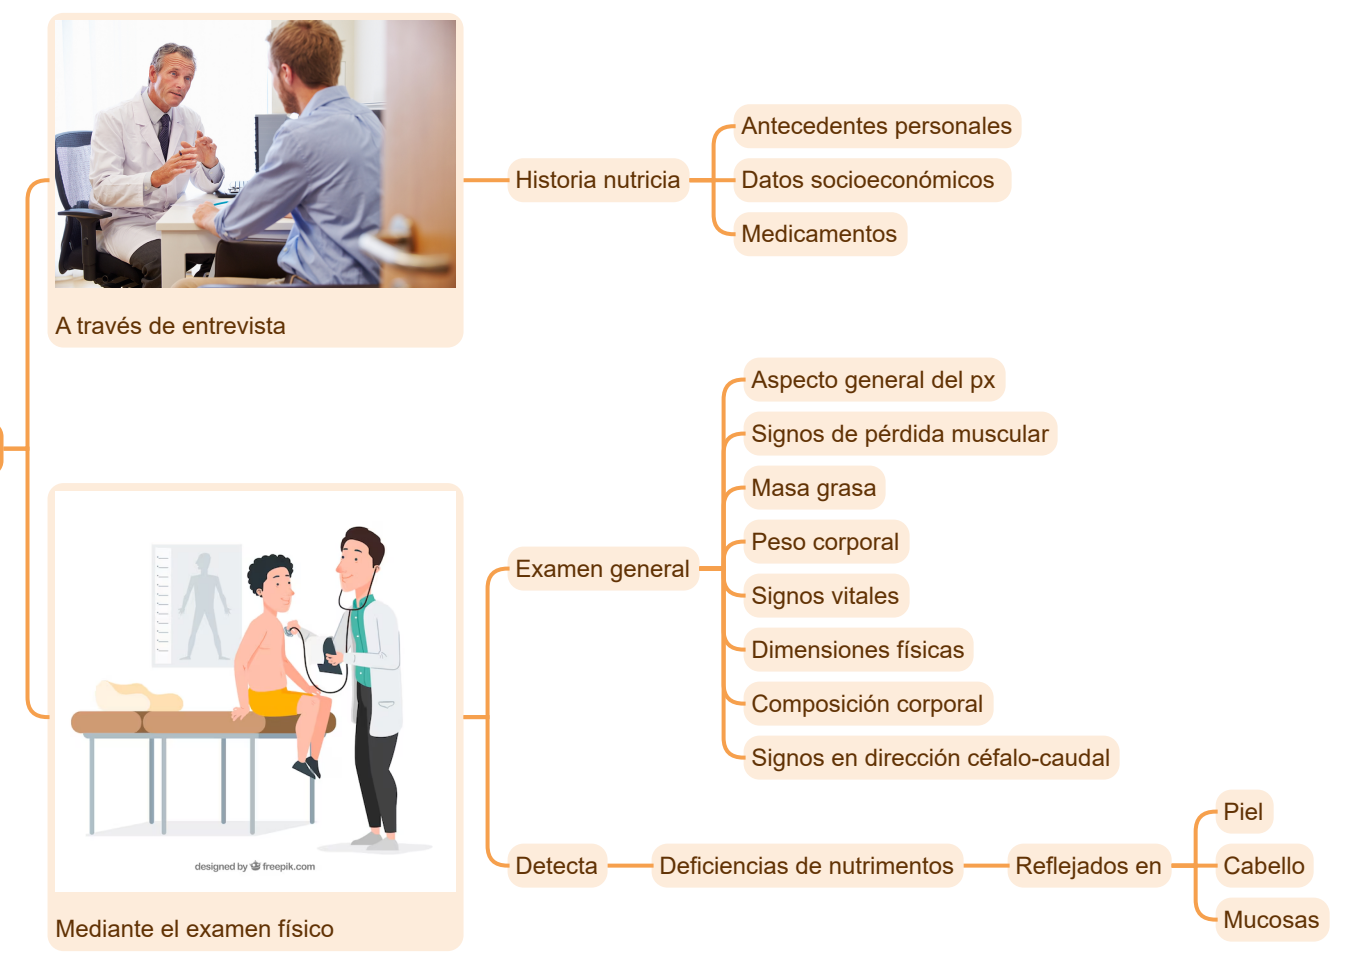 A través de entrevista
Historia nutricia
Antecedentes personales
Datos socioeconómicos
Medicamentos
designed by freepik.com
Mediante el examen físico
Examen general
Aspecto general del px
Signos de pérdida muscular
Masa grasa
Peso corporal
Signos vitales
Dimensiones físicas
Composición corporal
Signos en dirección céfalo-caudal
Detecta
Deficiencias de nutrimentos
Reflejados en
Piel
Cabello
Mucosas